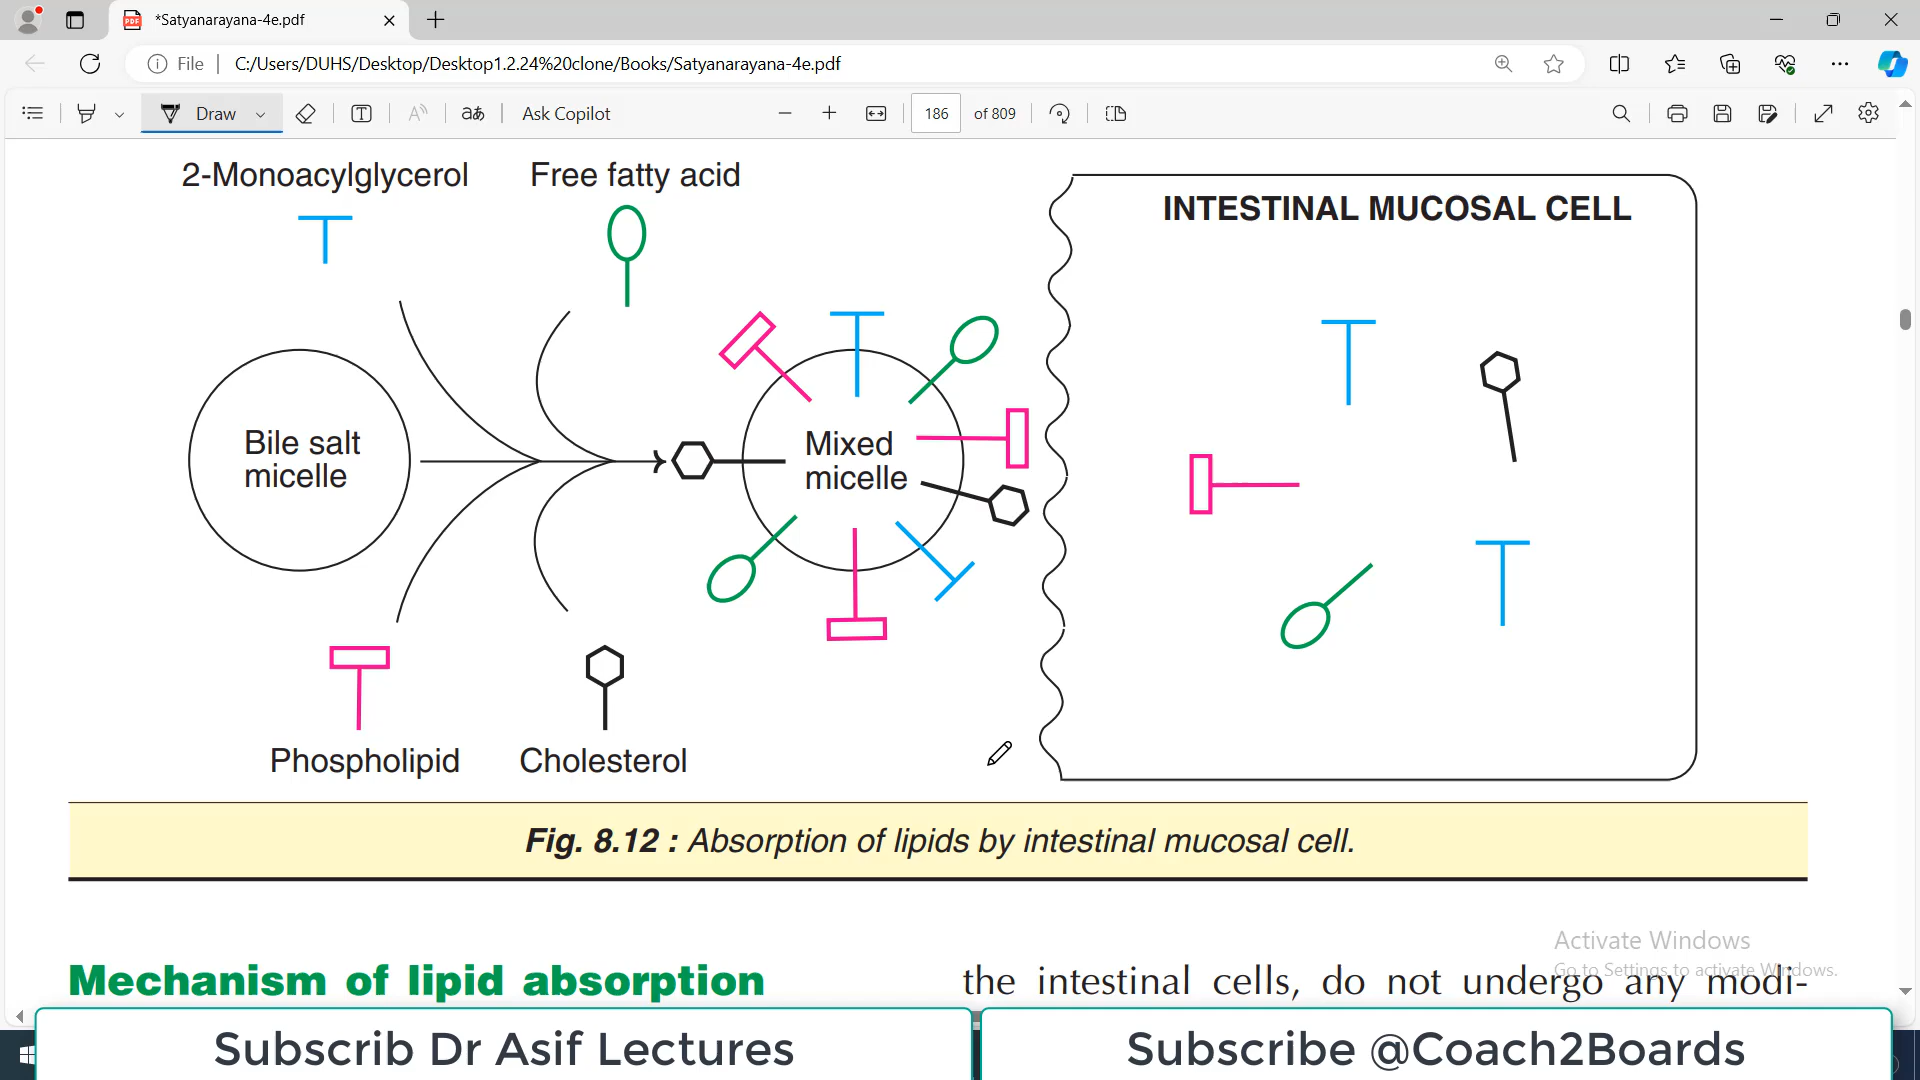 *Satyanarayana-4e.pdf
File
C:/Users/DUHS/Desktop/Desktop1.2.24%20clone/Books/Satyanarayana-4e.pdf
Draw
Ask Copilot
186 of 809
2-Monoacylglycerol
Free fatty acid
INTESTINAL MUCOSAL CELL
Bile salt
micelle
Mixed
micelle
Phospholipid
Cholesterol
Fig. 8.12 : Absorption of lipids by intestinal mucosal cell.
Activate Windows
Go to Settings to activate Windows.
Mechanism of lipid absorption
the intestinal cells, do not undergo any modi-
Subscrib Dr Asif Lectures
Subscribe @Coach2Boards